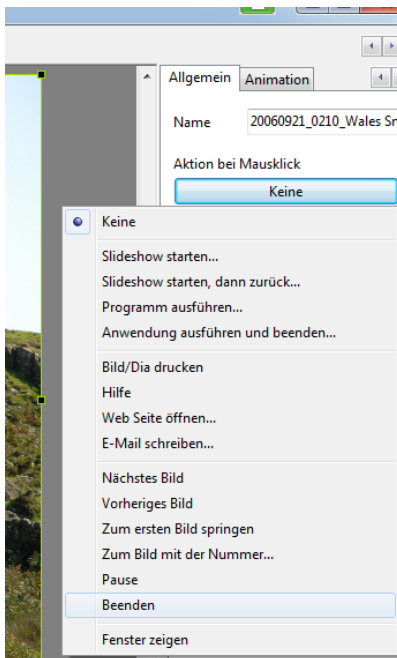 Allgemein
Animation
Name
20060921_0210_Wales Sn
Aktion bei Mausklick
Keine
Keine
Slideshow starten...
Slideshow starten, dann zurück...
Programm ausführen...
Anwendung ausführen und beenden...
Bild/Dia drucken
Hilfe
Web Seite öffnen...
E-Mail schreiben...
Nächstes Bild
Vorheriges Bild
Zum ersten Bild springen
Zum Bild mit der Nummer...
Pause
Beenden
Fenster zeigen